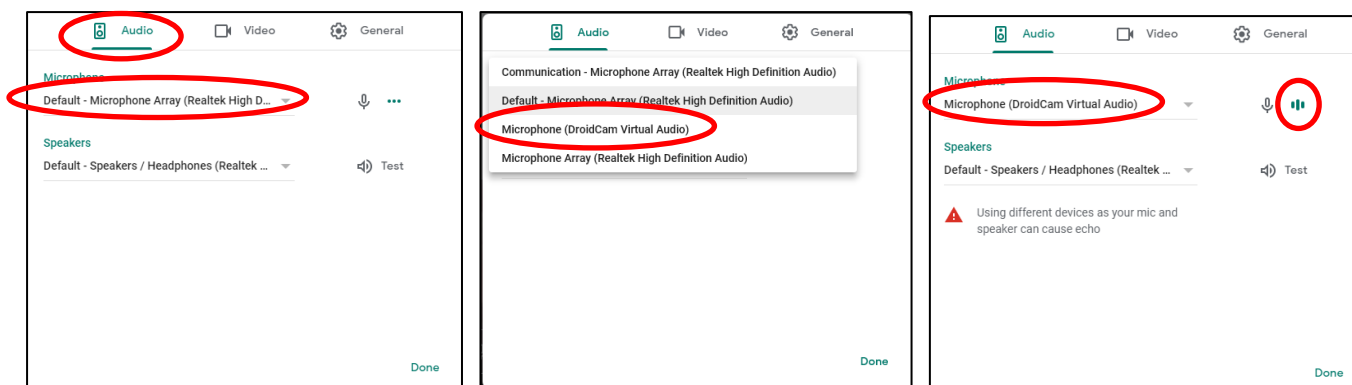 Audio
Video
General
Microphone
Default - Microphone Array (Realtek High D...
Speakers
Default - Speakers / Headphones (Realtek ...
Test
Done
Audio
Video
General
Communication - Microphone Array (Realtek High Definition Audio)
Default - Microphone Array (Realtek High Definition Audio)
Microphone (DroidCam Virtual Audio)
Microphone Array (Realtek High Definition Audio)
Done
Audio
Video
General
Microphone
Microphone (DroidCam Virtual Audio)
Speakers
Default - Speakers / Headphones (Realtek ...
Test
Using different devices as your mic and
speaker can cause echo
Done